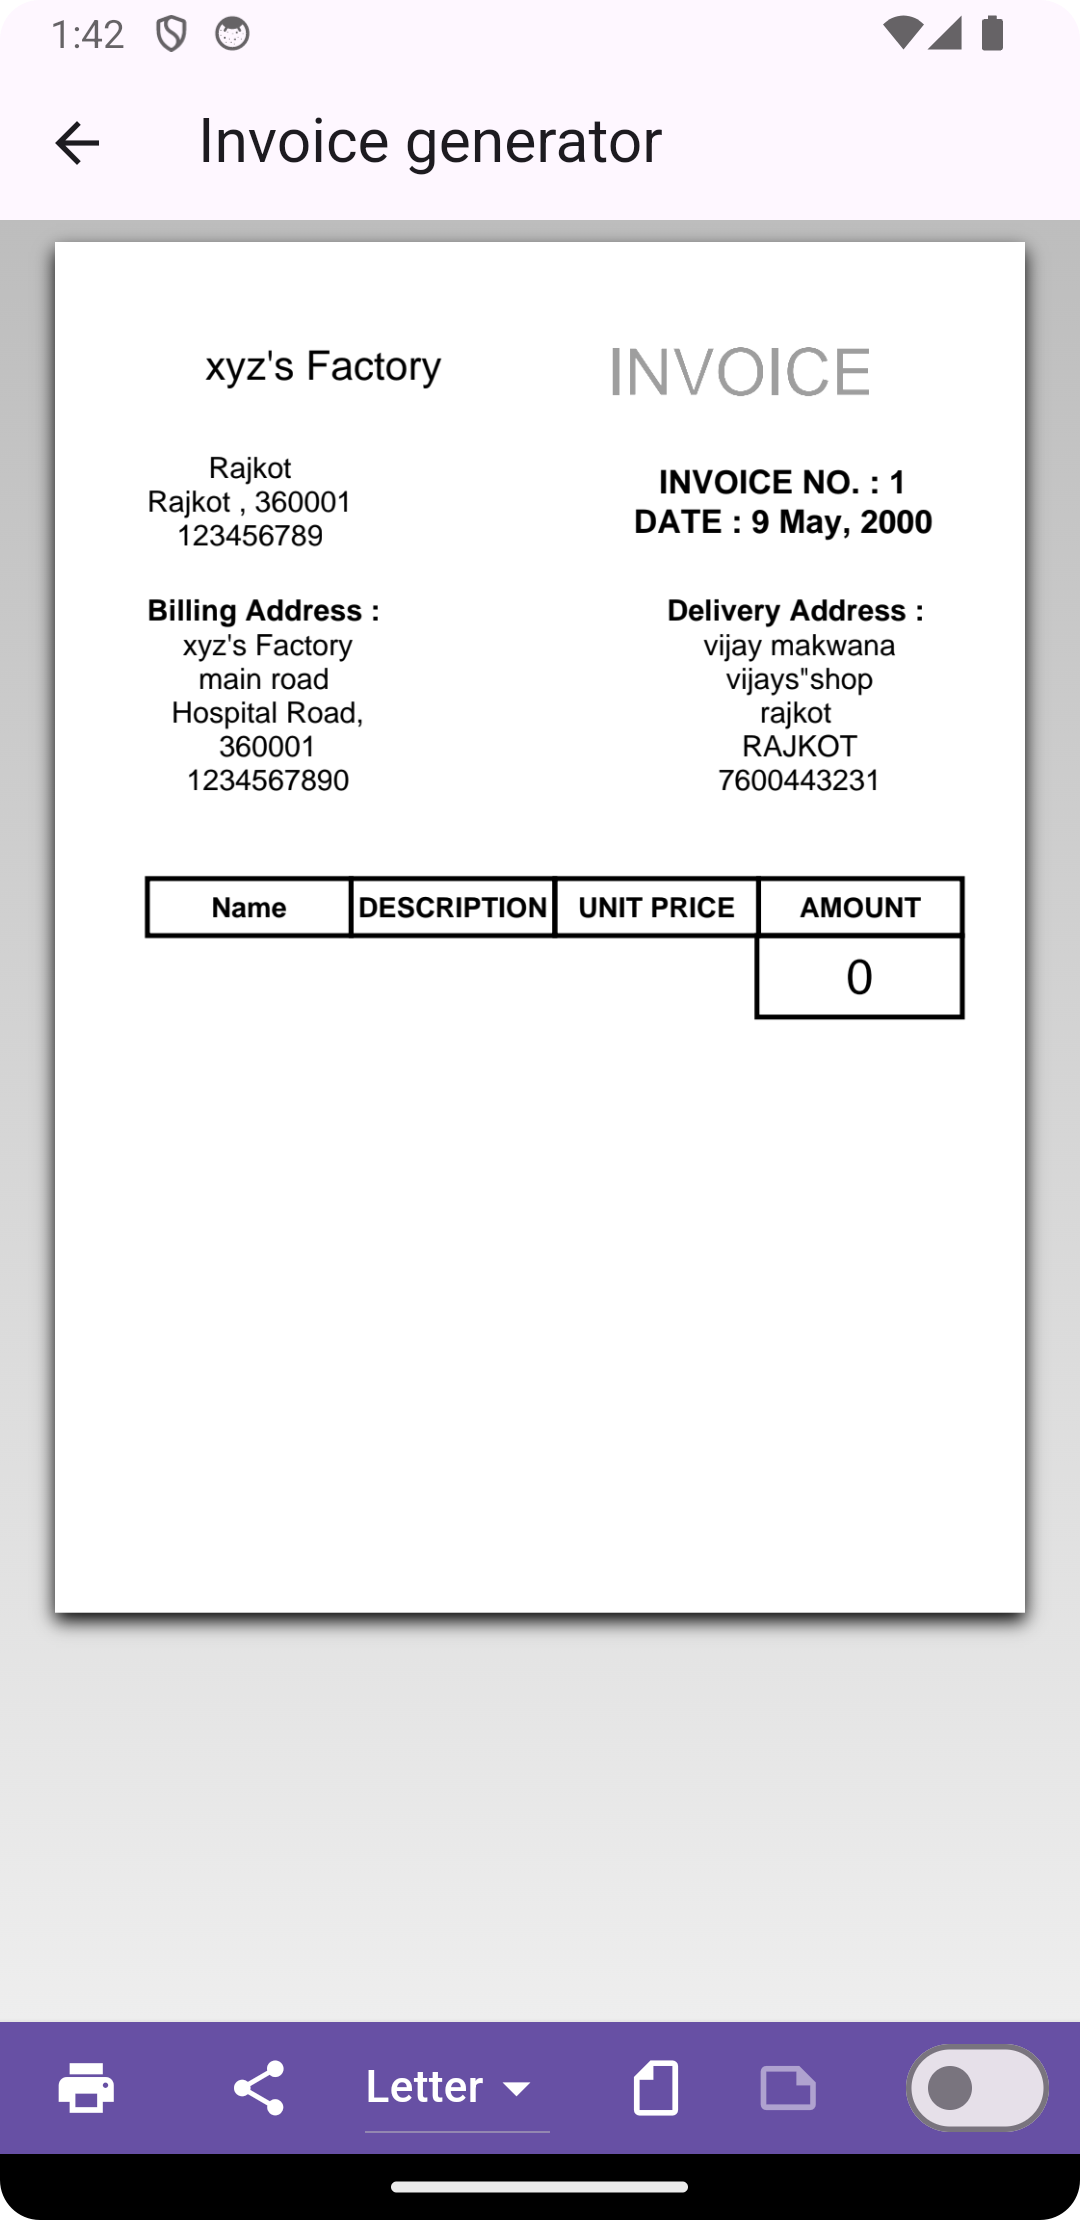 1:42
Invoice generator
xyz's Factory
INVOICE
Rajkot
Rajkot , 360001
123456789
INVOICE NO. : 1
DATE : 9 May, 2000
Billing Address :
xyz's Factory
main road
Hospital Road,
360001
1234567890
Delivery Address :
vijay makwana
vijays"shop
rajkot
RAJKOT
7600443231
Name DESCRIPTION UNIT PRICE AMOUNT
0
Letter